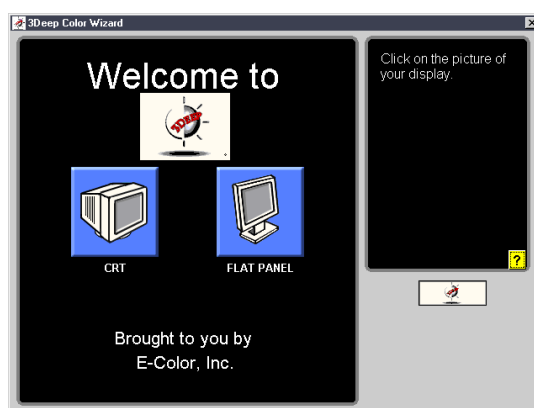 3Deep Color Wizard
Welcome to
3DEEP
CRT
FLAT PANEL
Brought to you by
E-Color, Inc.
Click on the picture of
your display.
?